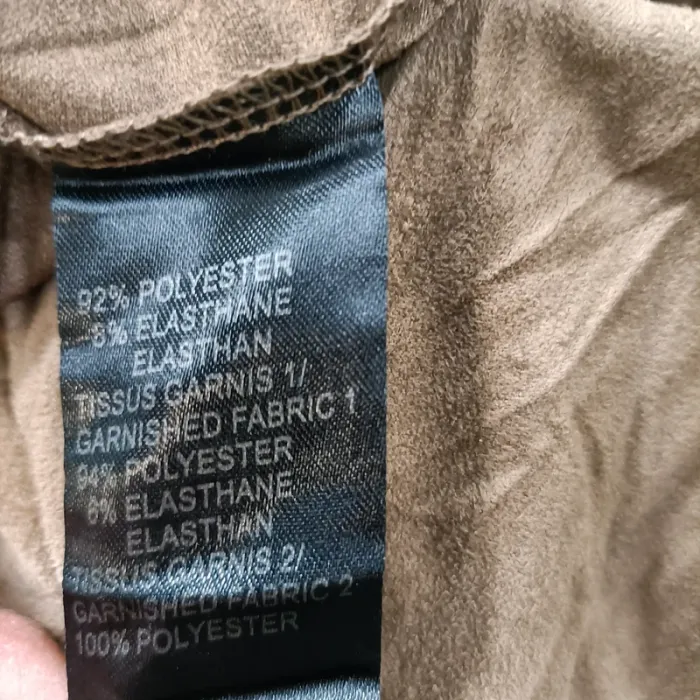 92% POLYESTER
8% ELASTHANE
ELASTHAN
TISSUS GARNIS 1/
GARNISHED FABRIC 1
94% POLYESTER
6% ELASTHANE
ELASTHAN
TISSUS GARNIS 2/
GARNISHED FABRIC 2
100% POLYESTER